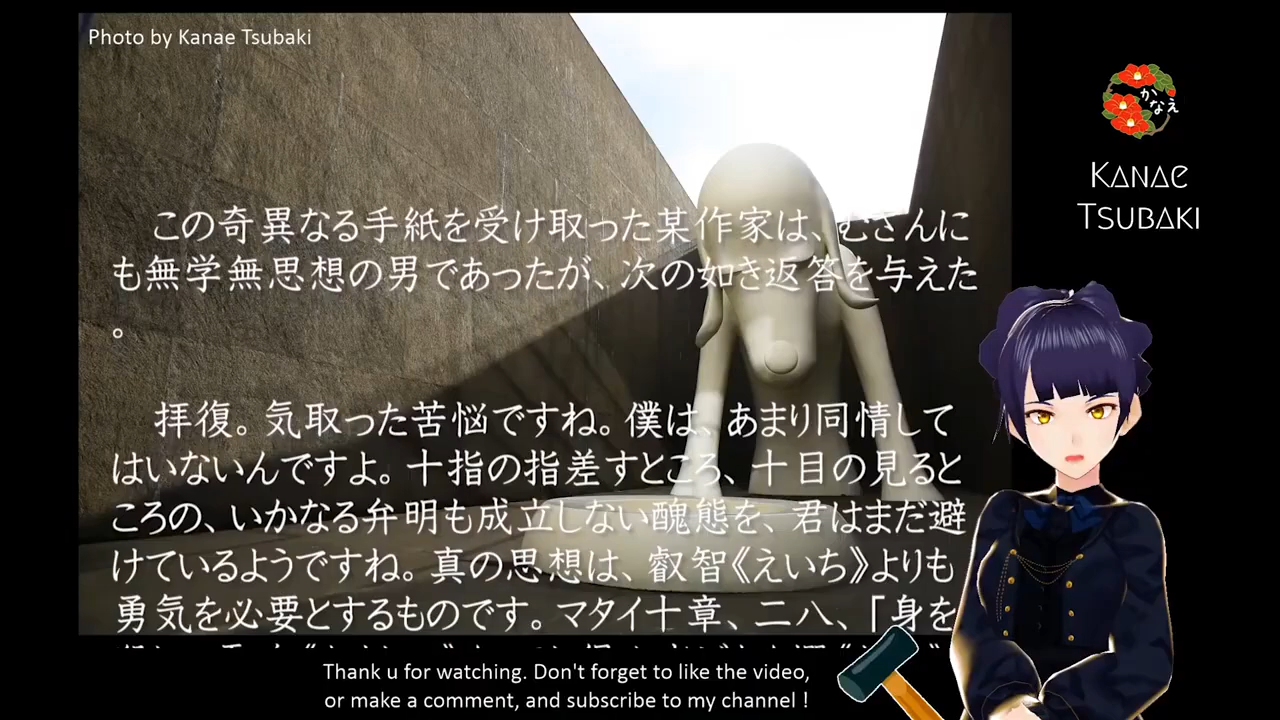 Photo by Kanae Tsubaki
かなえ
KANAE
TSUBAKI
この奇異なる手紙を受け取った某作家は、むざんに
も無学無思想の男であったが、次の如き返答を与えた
。
拝復。気取った苦悩ですね。僕は、あまり同情して
はいないんですよ。十指の指差すところ、十目の見ると
ころの、いかなる弁明も成立しない醜態を、君はまだ避
けているようですね。真の思想は、叡智《えいち》よりも
勇気を必要とするものです。マタイ十章、二八、「身を
Thank u for watching. Don't forget to like the video,
or make a comment, and subscribe to my channel !